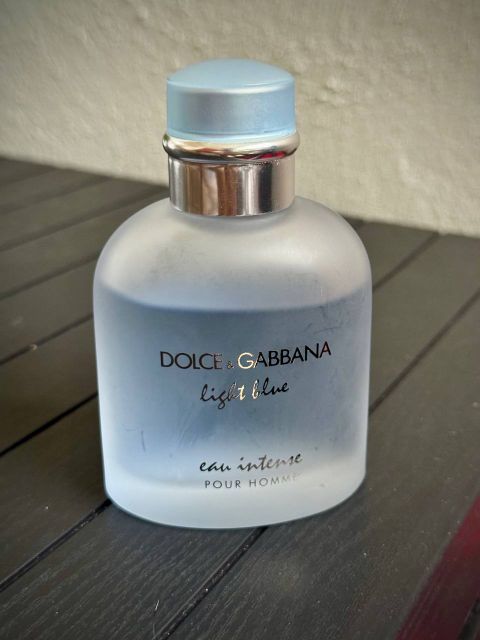 DOLCE & GABBANA
light blue
eau intense
POUR HOMME